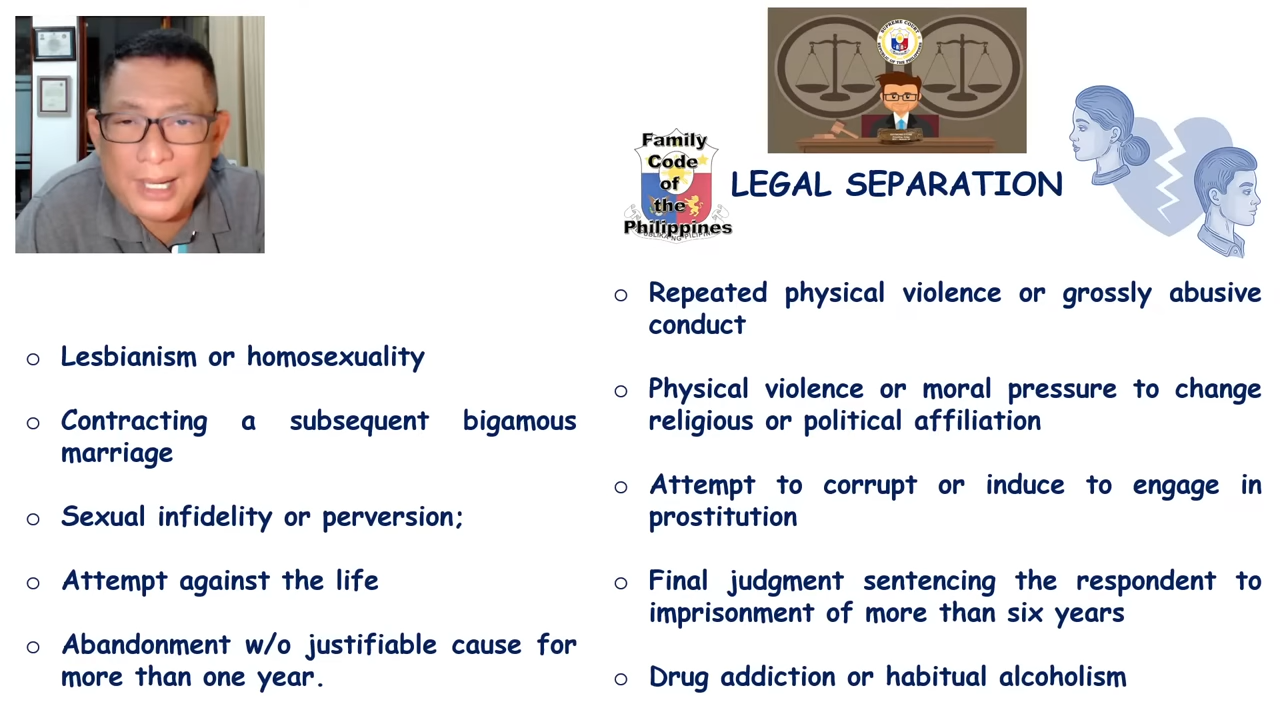 Family
Code
of
the
Philippines
LEGAL SEPARATION
o Repeated physical violence or grossly abusive
conduct
o Physical violence or moral pressure to change
religious or political affiliation
o Attempt to corrupt or induce to engage in
prostitution
o Final judgment sentencing the respondent to
imprisonment of more than six years
o Drug addiction or habitual alcoholism
o Lesbianism or homosexuality
o Contracting a subsequent bigamous
marriage
o Sexual infidelity or perversion;
o Attempt against the life
o Abandonment w/o justifiable cause for
more than one year.